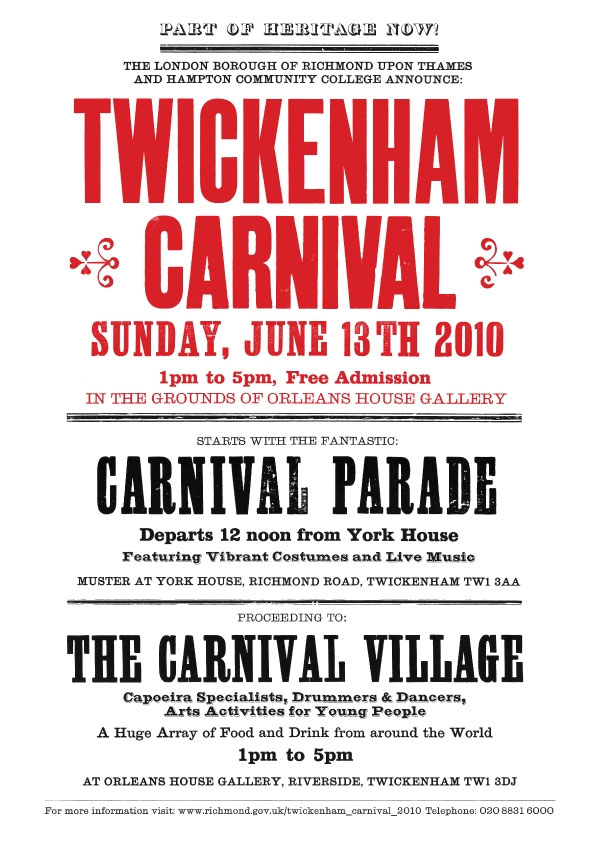 PART OF HERITAGE NOW!
THE LONDON BOROUGH OF RICHMOND UPON THAMES
AND HAMPTON COMMUNITY COLLEGE ANNOUNCE:
TWICKENHAM
CARNIVAL
SUNDAY, JUNE 13TH 2010
1pm to 5pm, Free Admission
IN THE GROUNDS OF ORLEANS HOUSE GALLERY
STARTS WITH THE FANTASTIC:
CARNIVAL PARADE
Departs 12 noon from York House
Featuring Vibrant Costumes and Live Music
MUSTER AT YORK HOUSE, RICHMOND ROAD, TWICKENHAM TW1 3AA
PROCEEDING TO:
THE CARNIVAL VILLAGE
Capoeira Specialists, Drummers & Dancers,
Arts Activities for Young People
A Huge Array of Food and Drink from around the World
1pm to 5pm
AT ORLEANS HOUSE GALLERY, RIVERSIDE, TWICKENHAM TW1 3DJ
For more information visit: www.richmond.gov.uk/twickenham_carnival_2010 Telephone: 020 8831 6000